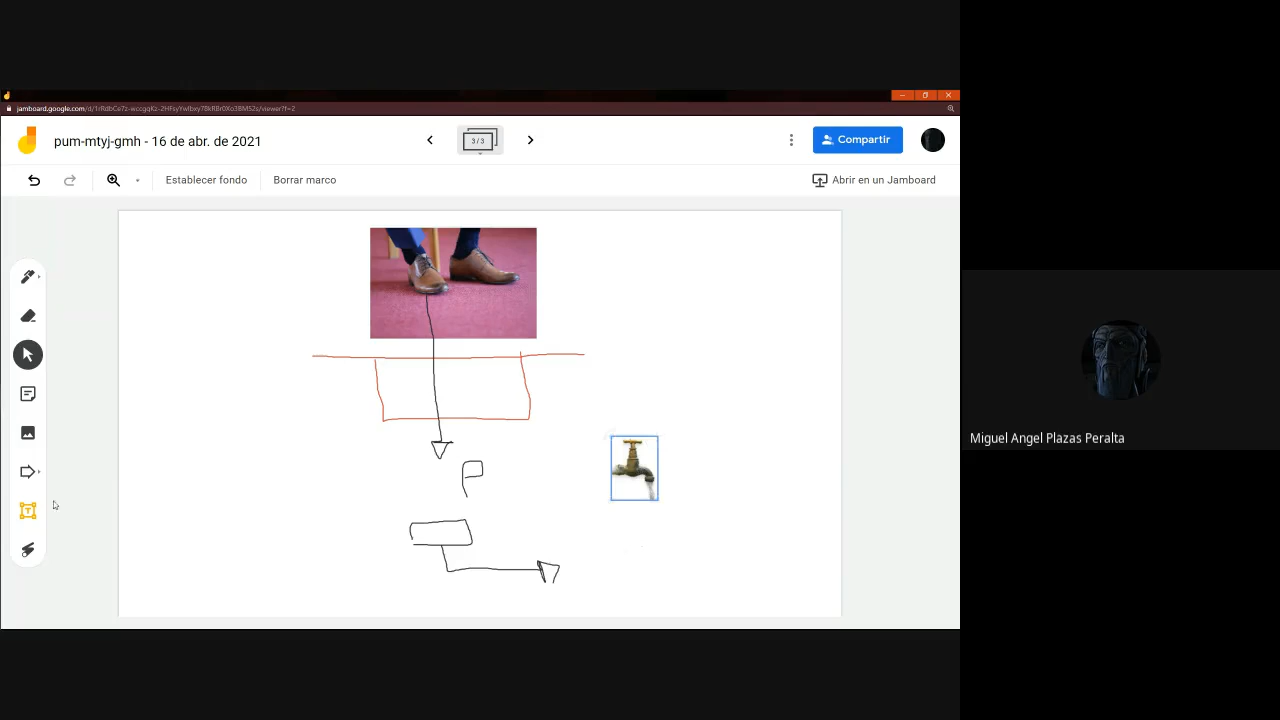 pum-mtyj-gmh - 16 de abr. de 2021
3 / 3
Compartir
Establecer fondo
Borrar marco
Abrir en un Jamboard
P
Miguel Angel Plazas Peralta